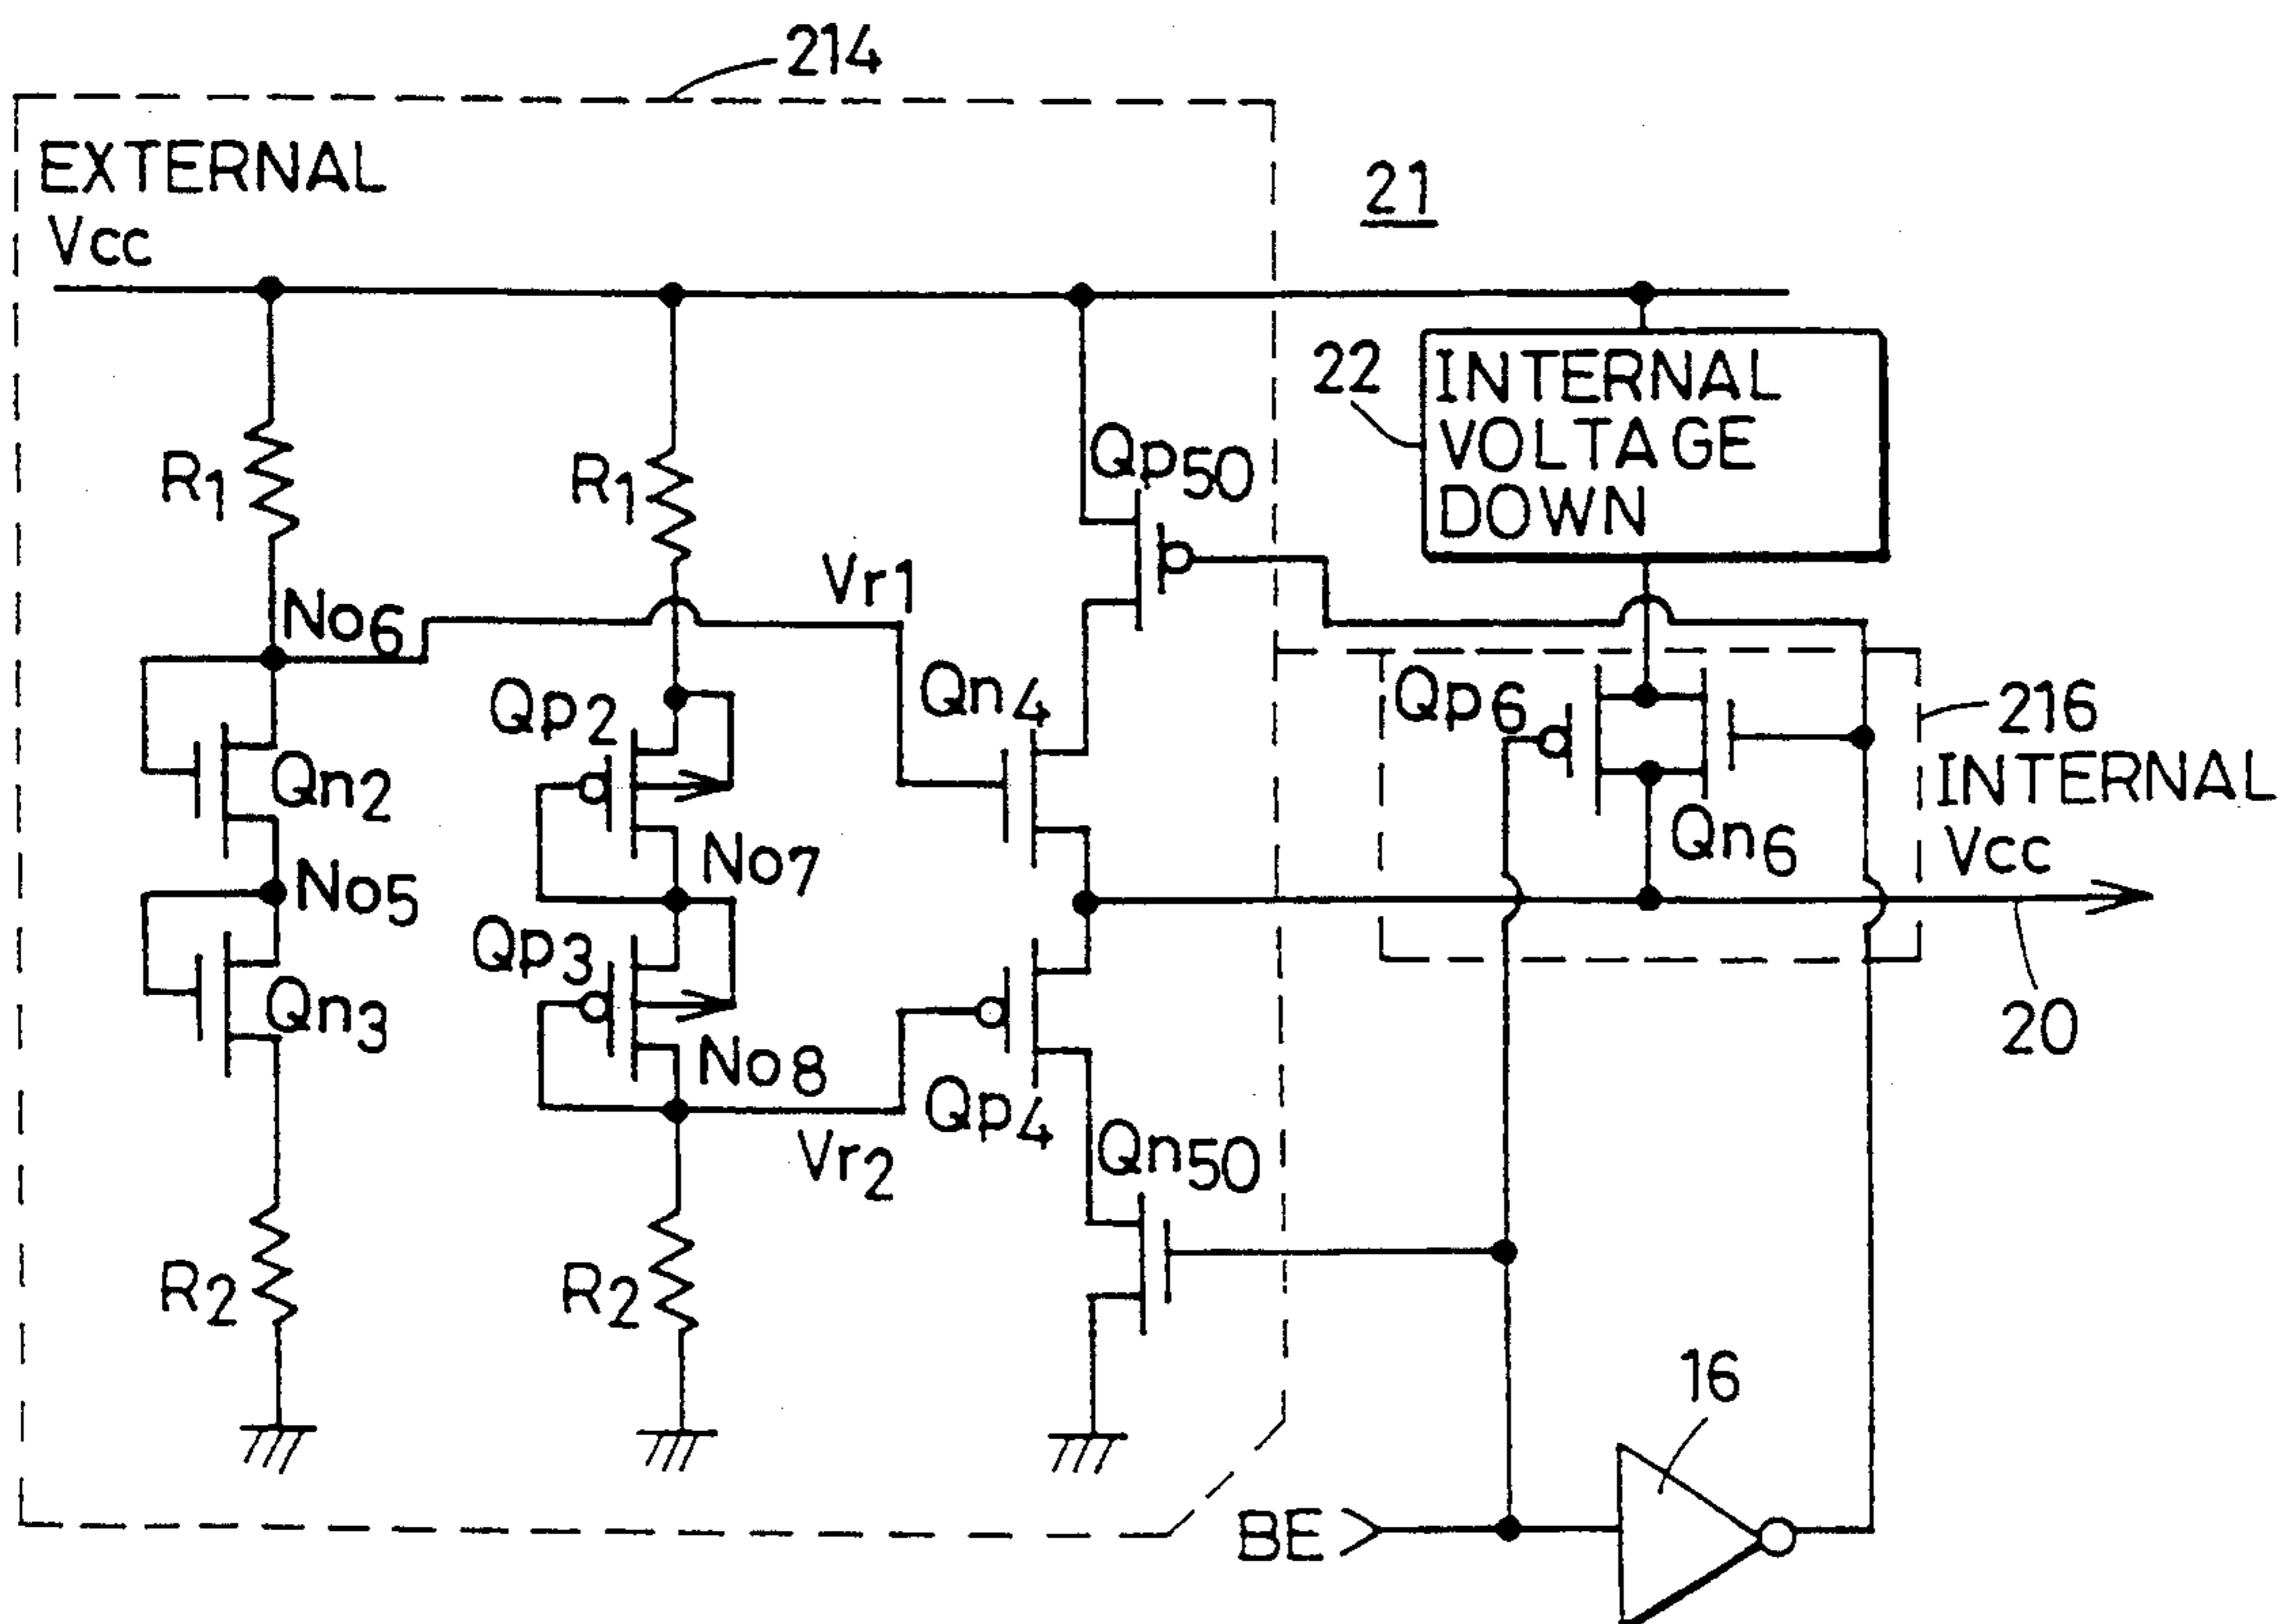 214
EXTERNAL
Vcc
21
22
INTERNAL
VOLTAGE
DOWN
R1
R1
Qp50
Vr1
No6
Qp2
Qn4
Qp6
216
INTERNAL
Vcc
Qn2
Qn6
No7
No5
Qp3
Qn3
No8
20
Qp4
Vr2
Qn50
R2
R2
16
BE